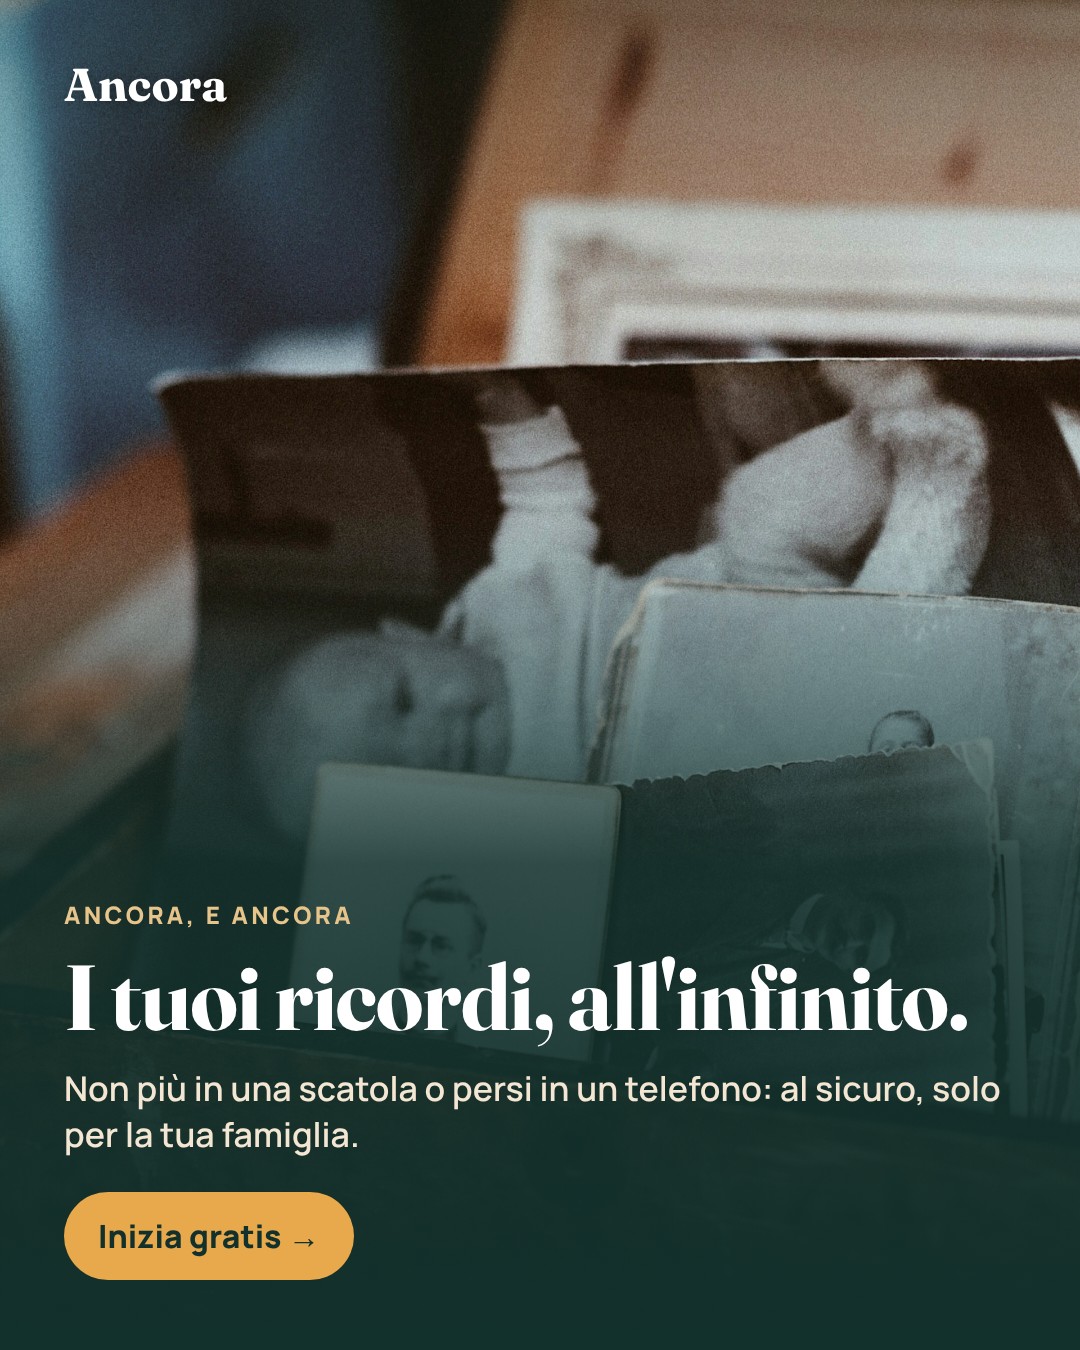 Ancora
ANCORA, E ANCORA
I tuoi ricordi, all'infinito.
Non più in una scatola o persi in un telefono: al sicuro, solo
per la tua famiglia.
Inizia gratis →